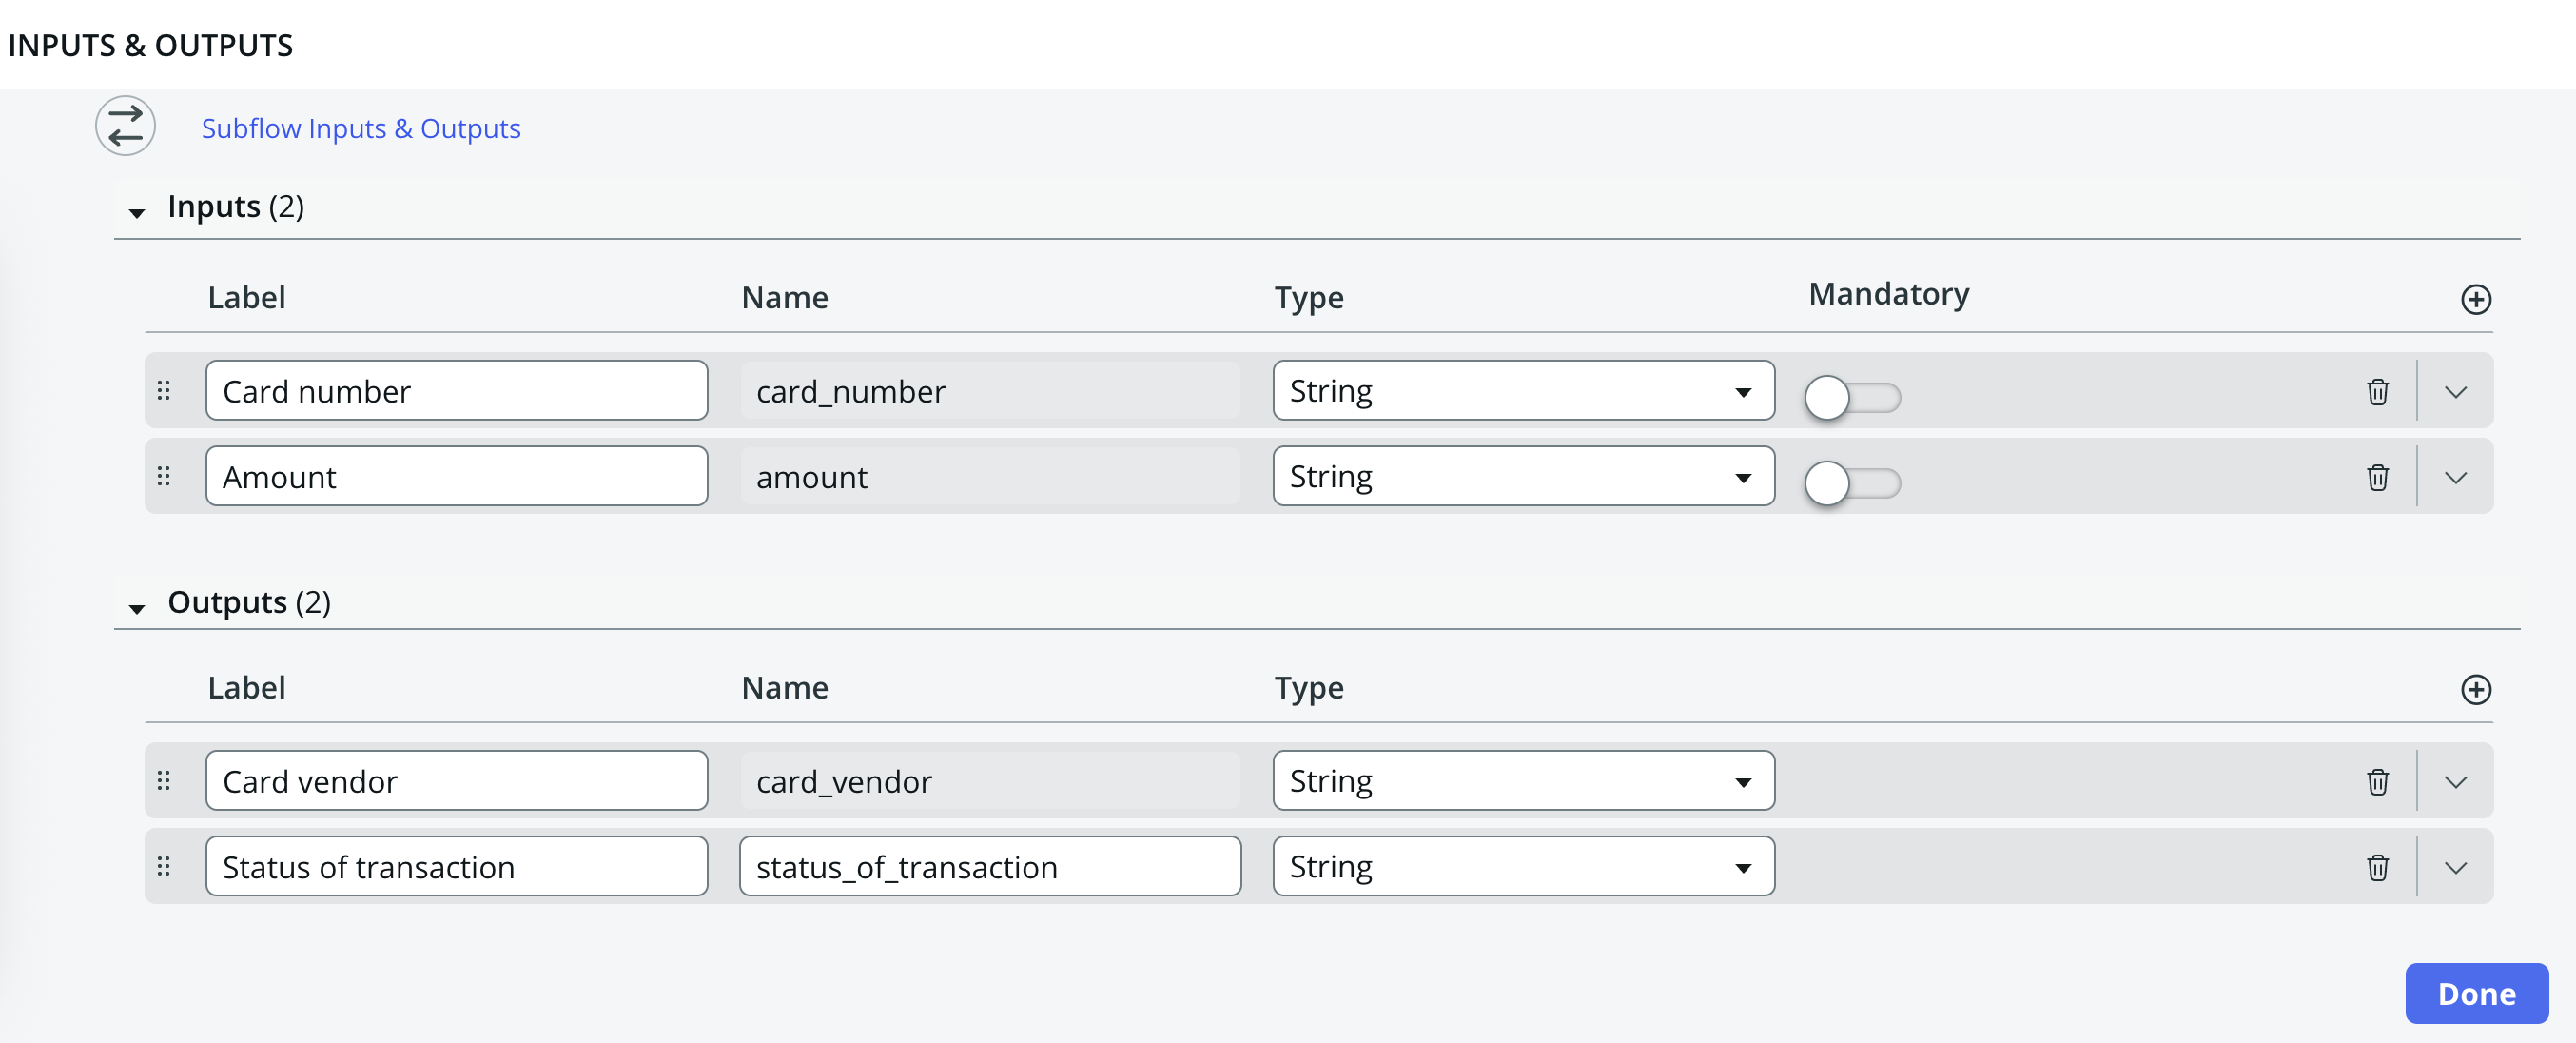 INPUTS & OUTPUTS
Subflow Inputs & Outputs
Inputs (2)
Label Name Type Mandatory
Card number card_number String
Amount amount String
Outputs (2)
Label Name Type
Card vendor card_vendor String
Status of transaction status_of_transaction String
Done